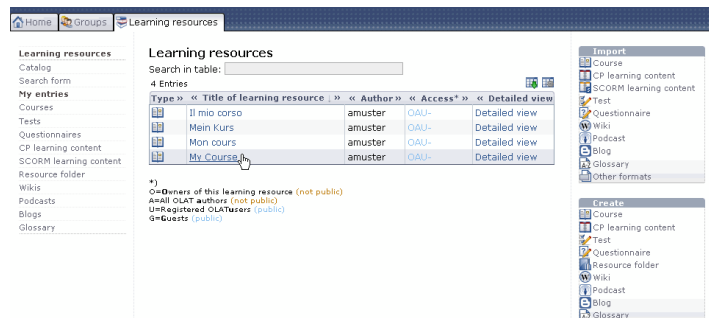 Home
Groups
Learning resources
Learning resources
Catalog
Search form
My entries
Courses
Tests
Questionnaires
CP learning content
SCORM learning content
Resource folder
Wikis
Podcasts
Blogs
Glossary
Learning resources
Search in table:
4 Entries
Type » « Title of learning resource ↓ » « Author » « Access* » « Detailed view
Il mio corso amuster OAU- Detailed view
Mein Kurs amuster OAU- Detailed view
Mon cours amuster OAU- Detailed view
My Course amuster OAU- Detailed view
*)
O=Owners of this learning resource (not public)
A=All OLAT authors (not public)
U=Registered OLATusers (public)
G=Guests (public)
Import
Course
CP learning content
SCORM learning content
Test
Questionnaire
Wiki
Podcast
Blog
Glossary
Other formats
Create
Course
CP learning content
Test
Questionnaire
Resource folder
Wiki
Podcast
Blog
Glossary